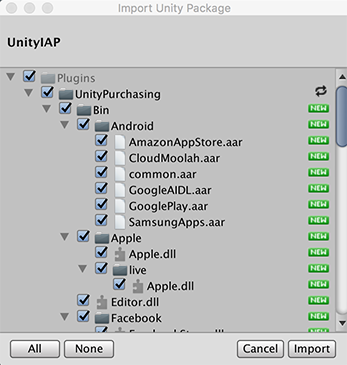 Import Unity Package
UnityIAP
Plugins
UnityPurchasing
Bin NEW
Android NEW
AmazonAppStore.aar NEW
CloudMoolah.aar NEW
common.aar NEW
GoogleAIDL.aar NEW
GooglePlay.aar NEW
SamsungApps.aar NEW
Apple NEW
Apple.dll NEW
live NEW
Apple.dll NEW
Editor.dll NEW
Facebook NEW
All None Cancel Import